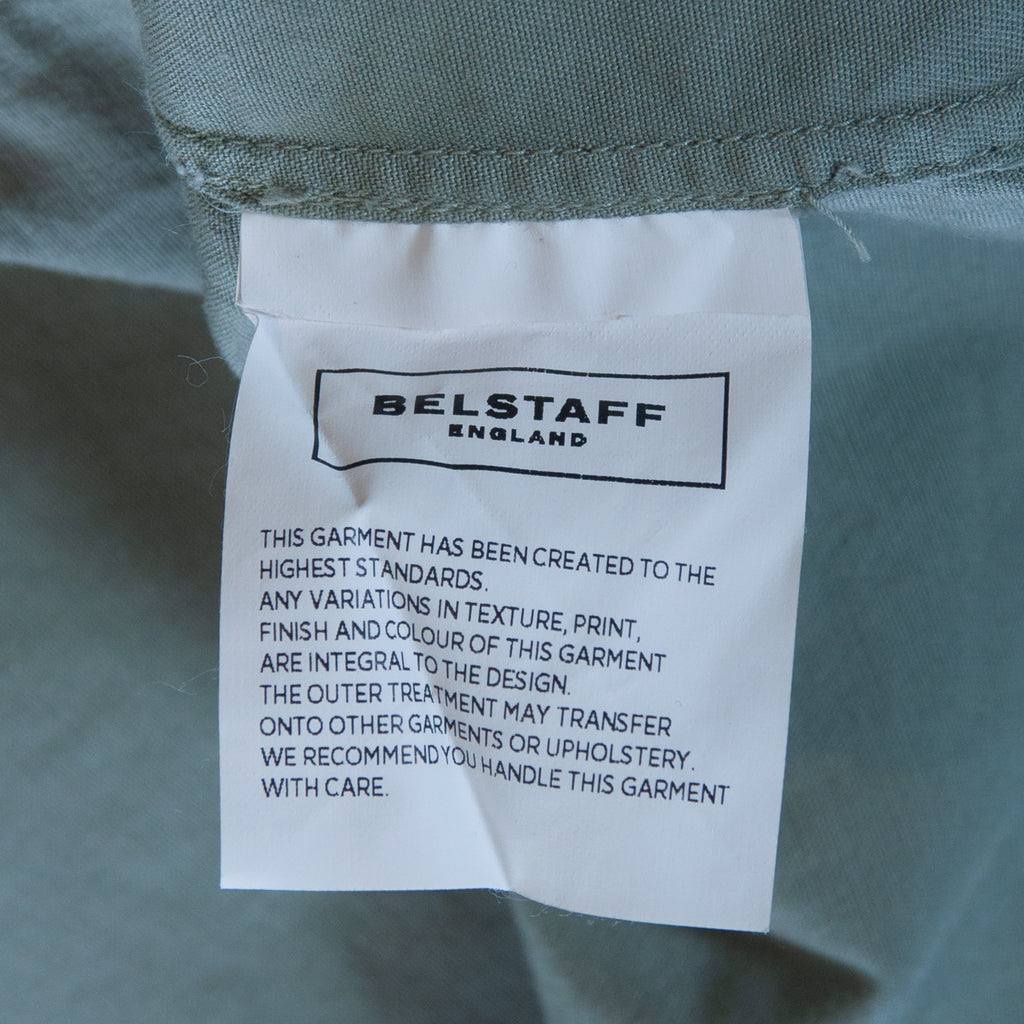 BELSTAFF
ENGLAND
THIS GARMENT HAS BEEN CREATED TO THE
HIGHEST STANDARDS.
ANY VARIATIONS IN TEXTURE, PRINT,
FINISH AND COLOUR OF THIS GARMENT
ARE INTEGRAL TO THE DESIGN.
THE OUTER TREATMENT MAY TRANSFER
ONTO OTHER GARMENTS OR UPHOLSTERY.
WE RECOMMEND YOU HANDLE THIS GARMENT
WITH CARE.